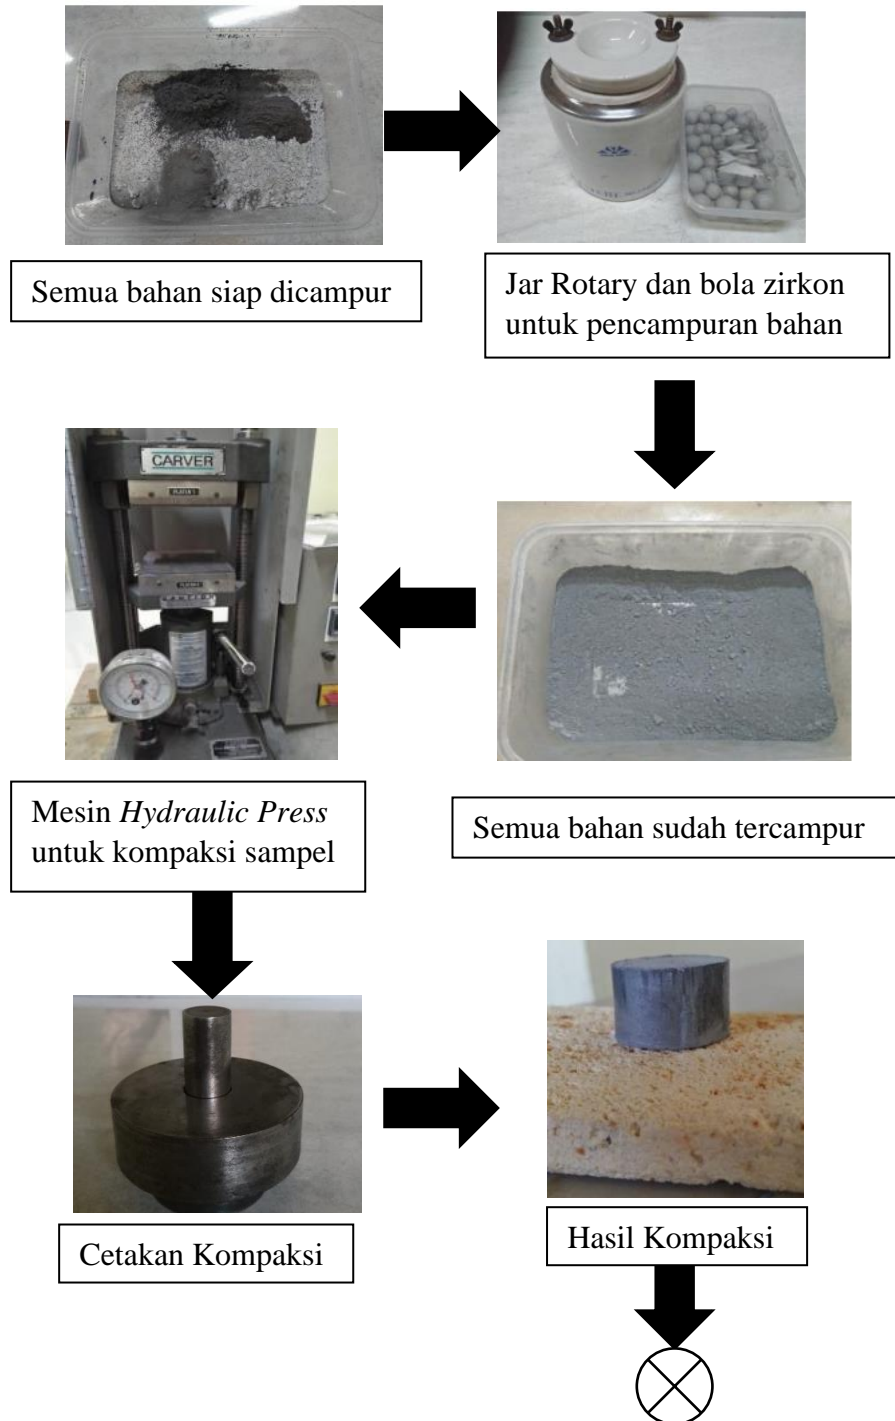 Semua bahan siap dicampur
Jar Rotary dan bola zirkon
untuk pencampuran bahan
CARVER
Mesin Hydraulic Press
untuk kompaksi sampel
Semua bahan sudah tercampur
Cetakan Kompaksi
Hasil Kompaksi